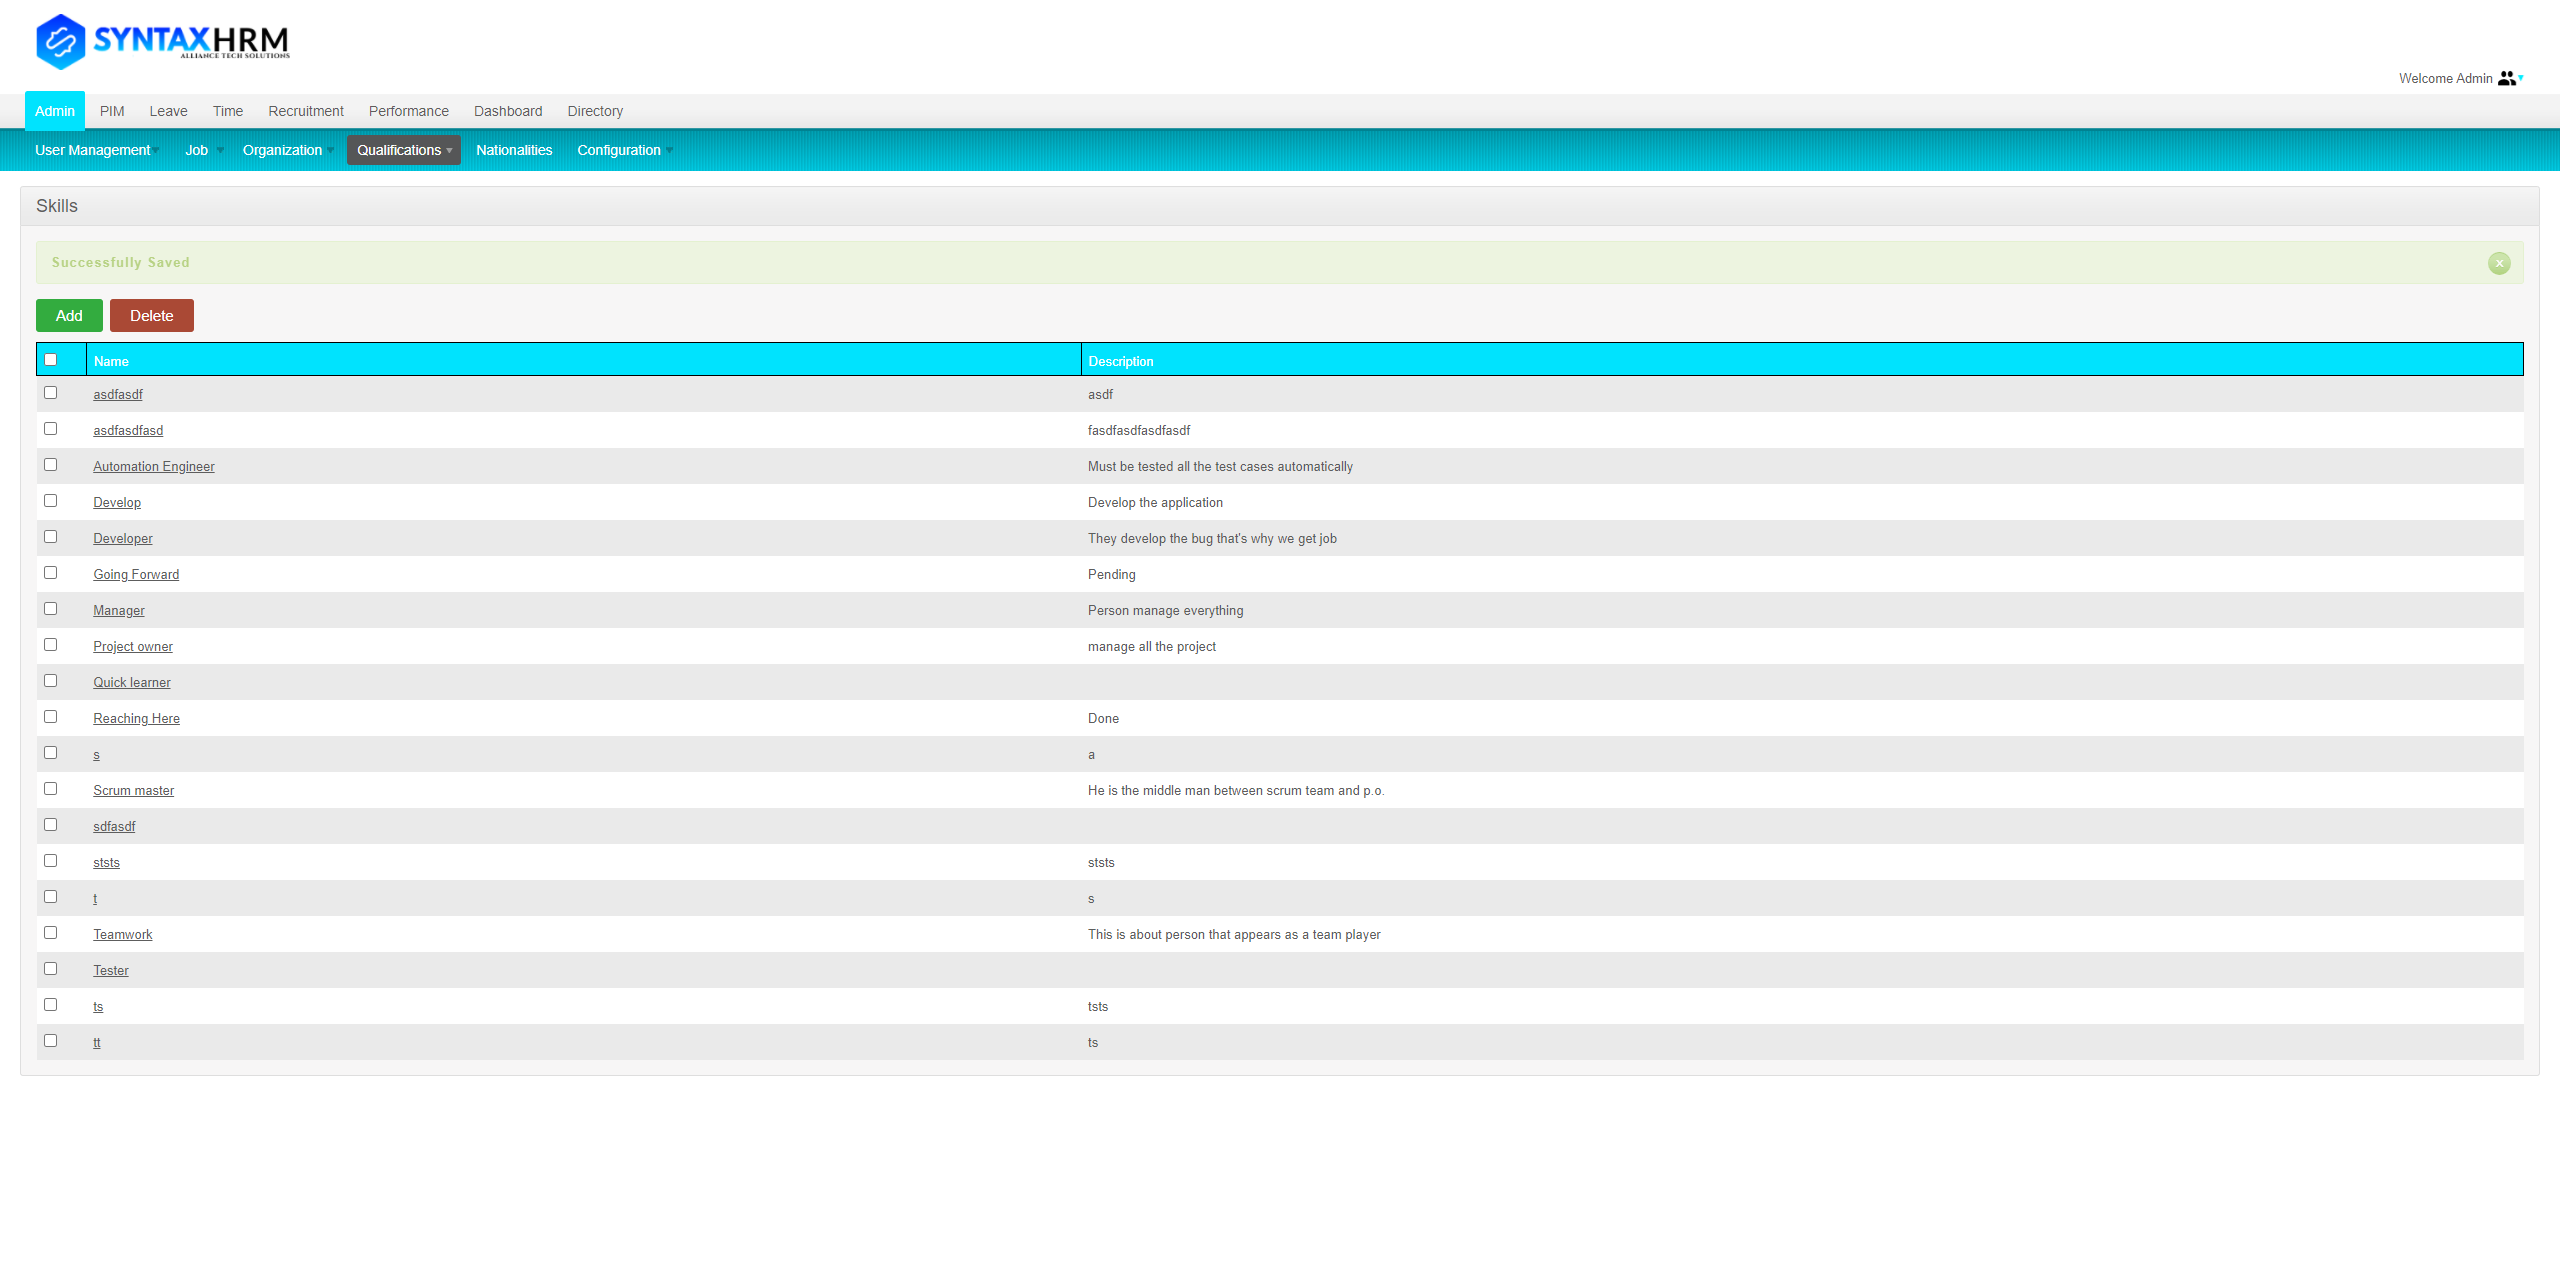 SYNTAXHRM
ALLIANCE TECH SOLUTIONS
Welcome Admin
Admin PIM Leave Time Recruitment Performance Dashboard Directory
User Management Job Organization Qualifications Nationalities Configuration
Skills
Successfully Saved
Add Delete
Name Description
asdfasdf asdf
asdfasdfasd fasdfasdfasdfasdf
Automation Engineer Must be tested all the test cases automatically
Develop Develop the application
Developer They develop the bug that's why we get job
Going Forward Pending
Manager Person manage everything
Project owner manage all the project
Quick learner
Reaching Here Done
s a
Scrum master He is the middle man between scrum team and p.o.
sdfasdf
ststs ststs
t s
Teamwork This is about person that appears as a team player
Tester
ts tsts
tt ts